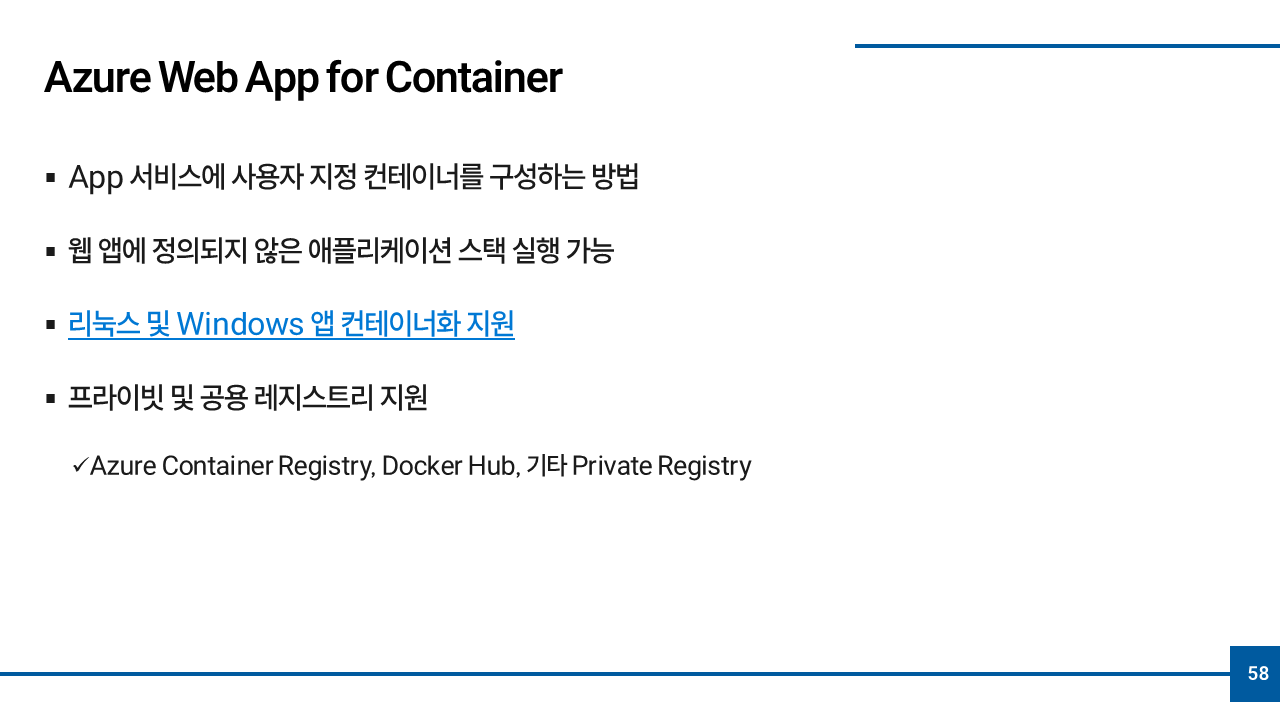 Azure Web App for Container
▪ App 서비스에 사용자 지정 컨테이너를 구성하는 방법
▪ 웹 앱에 정의되지 않은 애플리케이션 스택 실행 가능
▪ 리눅스 및 Windows 앱 컨테이너화 지원
▪ 프라이빗 및 공용 레지스트리 지원
✓Azure Container Registry, Docker Hub, 기타 Private Registry
58